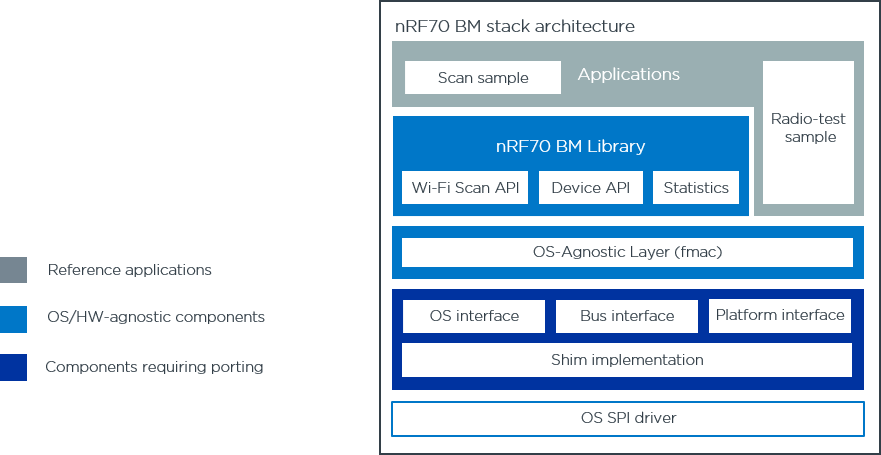 nRF70 BM stack architecture
Scan sample
Applications
Radio-test
sample
nRF70 BM Library
Wi-Fi Scan API
Device API
Statistics
OS-Agnostic Layer (fmac)
OS interface
Bus interface
Platform interface
Shim implementation
OS SPI driver
Reference applications
OS/HW-agnostic components
Components requiring porting